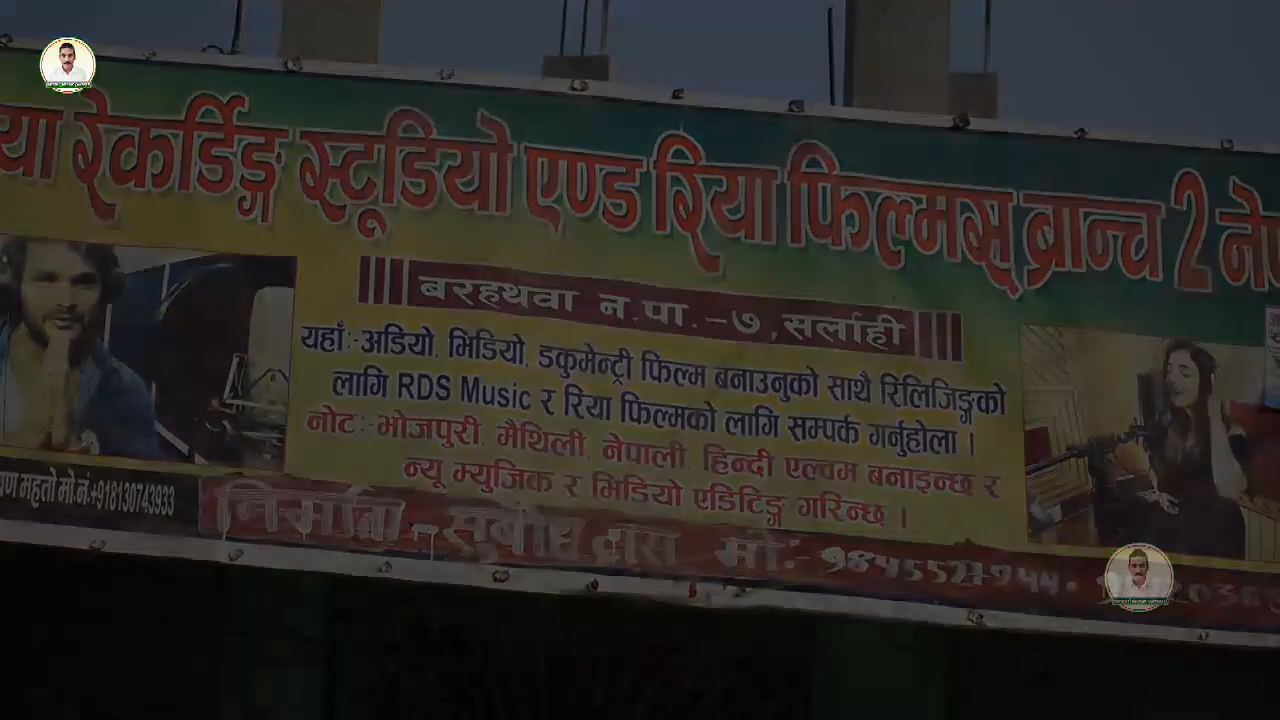 या रेकर्डिङ्ग स्टूडियो एण्ड रिया फिल्मस् ब्रान्च 2
बरहथवा न.पा.-७, सर्लाही
यहाँ:-अडियो, भिडियो, डकुमेन्ट्री फिल्म बनाउनुको साथै रिलिजिङ्गको
लागि RDS Music र रिया फिल्मको लागि सम्पर्क गर्नुहोला ।
नोट:-भोजपुरी, मैथिली, नेपाली, हिन्दी एल्वम बनाइन्छ र
न्यू म्युजिक र भिडियो एडिटिङ्ग गरिन्छ ।
महतो मो.नं.+918130743933
निर्माता - सुबोध दास मो:-